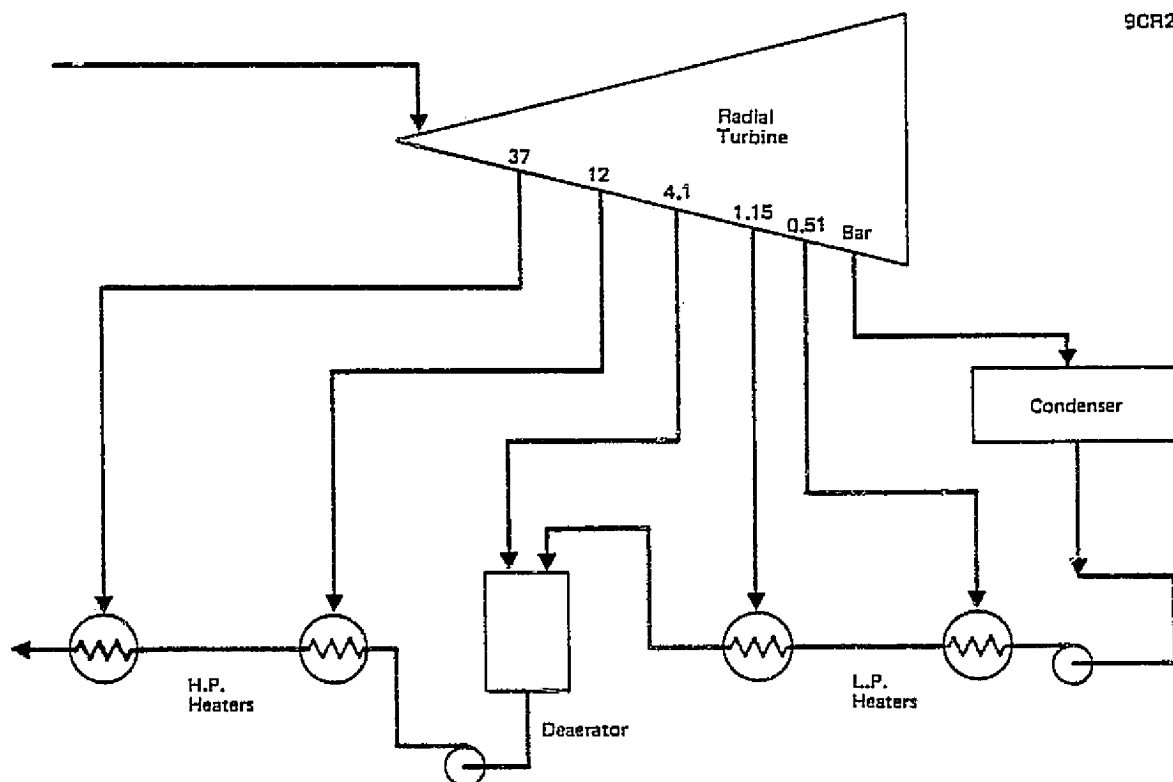 9CR2
Radial
Turbine
37
12
4.1
1.15
0.51
Bar
Condenser
H.P.
Heaters
Deaerator
L.P.
Heaters